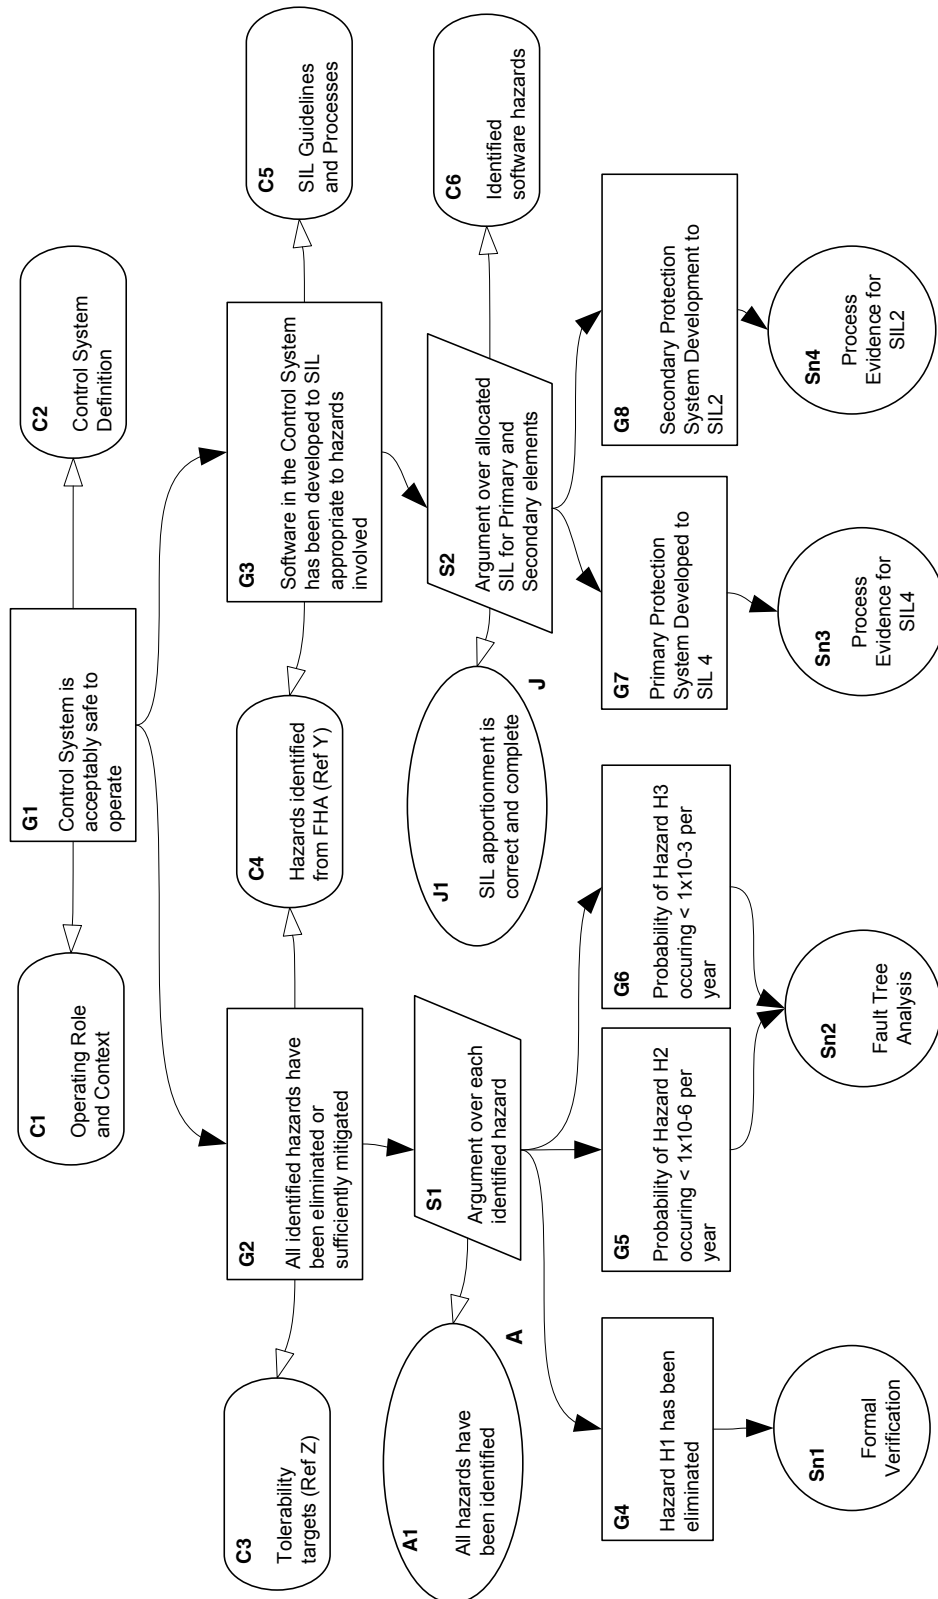 G1
Control System is
acceptably safe to
operate
C1
Operating Role
and Context
C2
Control System
Definition
C3
Tolerability
targets (Ref Z)
G2
All identified hazards have
been eliminated or
sufficiently mitigated
C4
Hazards identified
from FHA (Ref Y)
G3
Software in the Control System
has been developed to SIL
appropriate to hazards
involved
C5
SIL Guidelines
and Processes
A1
All hazards have
been identified
A
S1
Argument over each
identified hazard
J1
SIL apportionment is
correct and complete
J
S2
Argument over allocated
SIL for Primary and
Secondary elements
C6
Identified
software hazards
G4
Hazard H1 has been
eliminated
G5
Probability of Hazard H2
occuring < 1x10-6 per
year
G6
Probability of Hazard H3
occuring < 1x10-3 per
year
G7
Primary Protection
System Developed to
SIL 4
G8
Secondary Protection
System Development to
SIL2
Sn1
Formal
Verification
Sn2
Fault Tree
Analysis
Sn3
Process
Evidence for
SIL4
Sn4
Process
Evidence for
SIL2